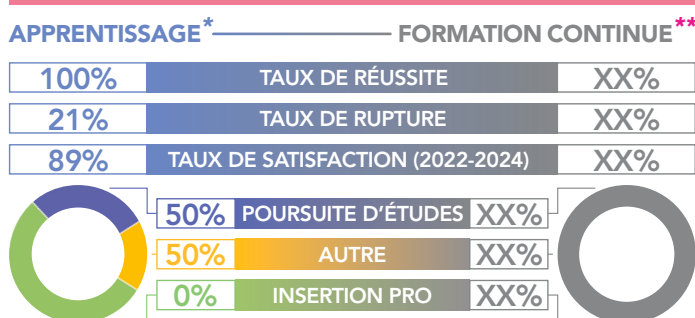 APPRENTISSAGE* FORMATION CONTINUE**
100% TAUX DE RÉUSSITE XX%
21% TAUX DE RUPTURE XX%
89% TAUX DE SATISFACTION (2022-2024) XX%
50% POURSUITE D'ÉTUDES XX%
50% AUTRE XX%
0% INSERTION PRO XX%